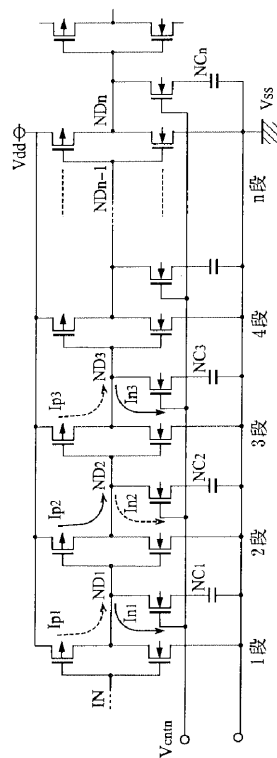 Vdd
Ip1
Ip2
Ip3
IN
ND1
ND2
ND3
NDn-1
NDn
In1
In2
In3
NC1
NC2
NC3
NCn
Vcntn
Vss
1段
2段
3段
4段
n段